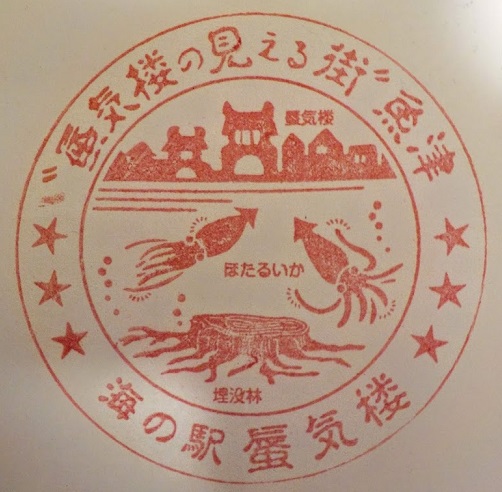 "蜃気楼の見える街"魚津
蜃気楼
ほたるいか
埋没林
海の駅蜃気楼